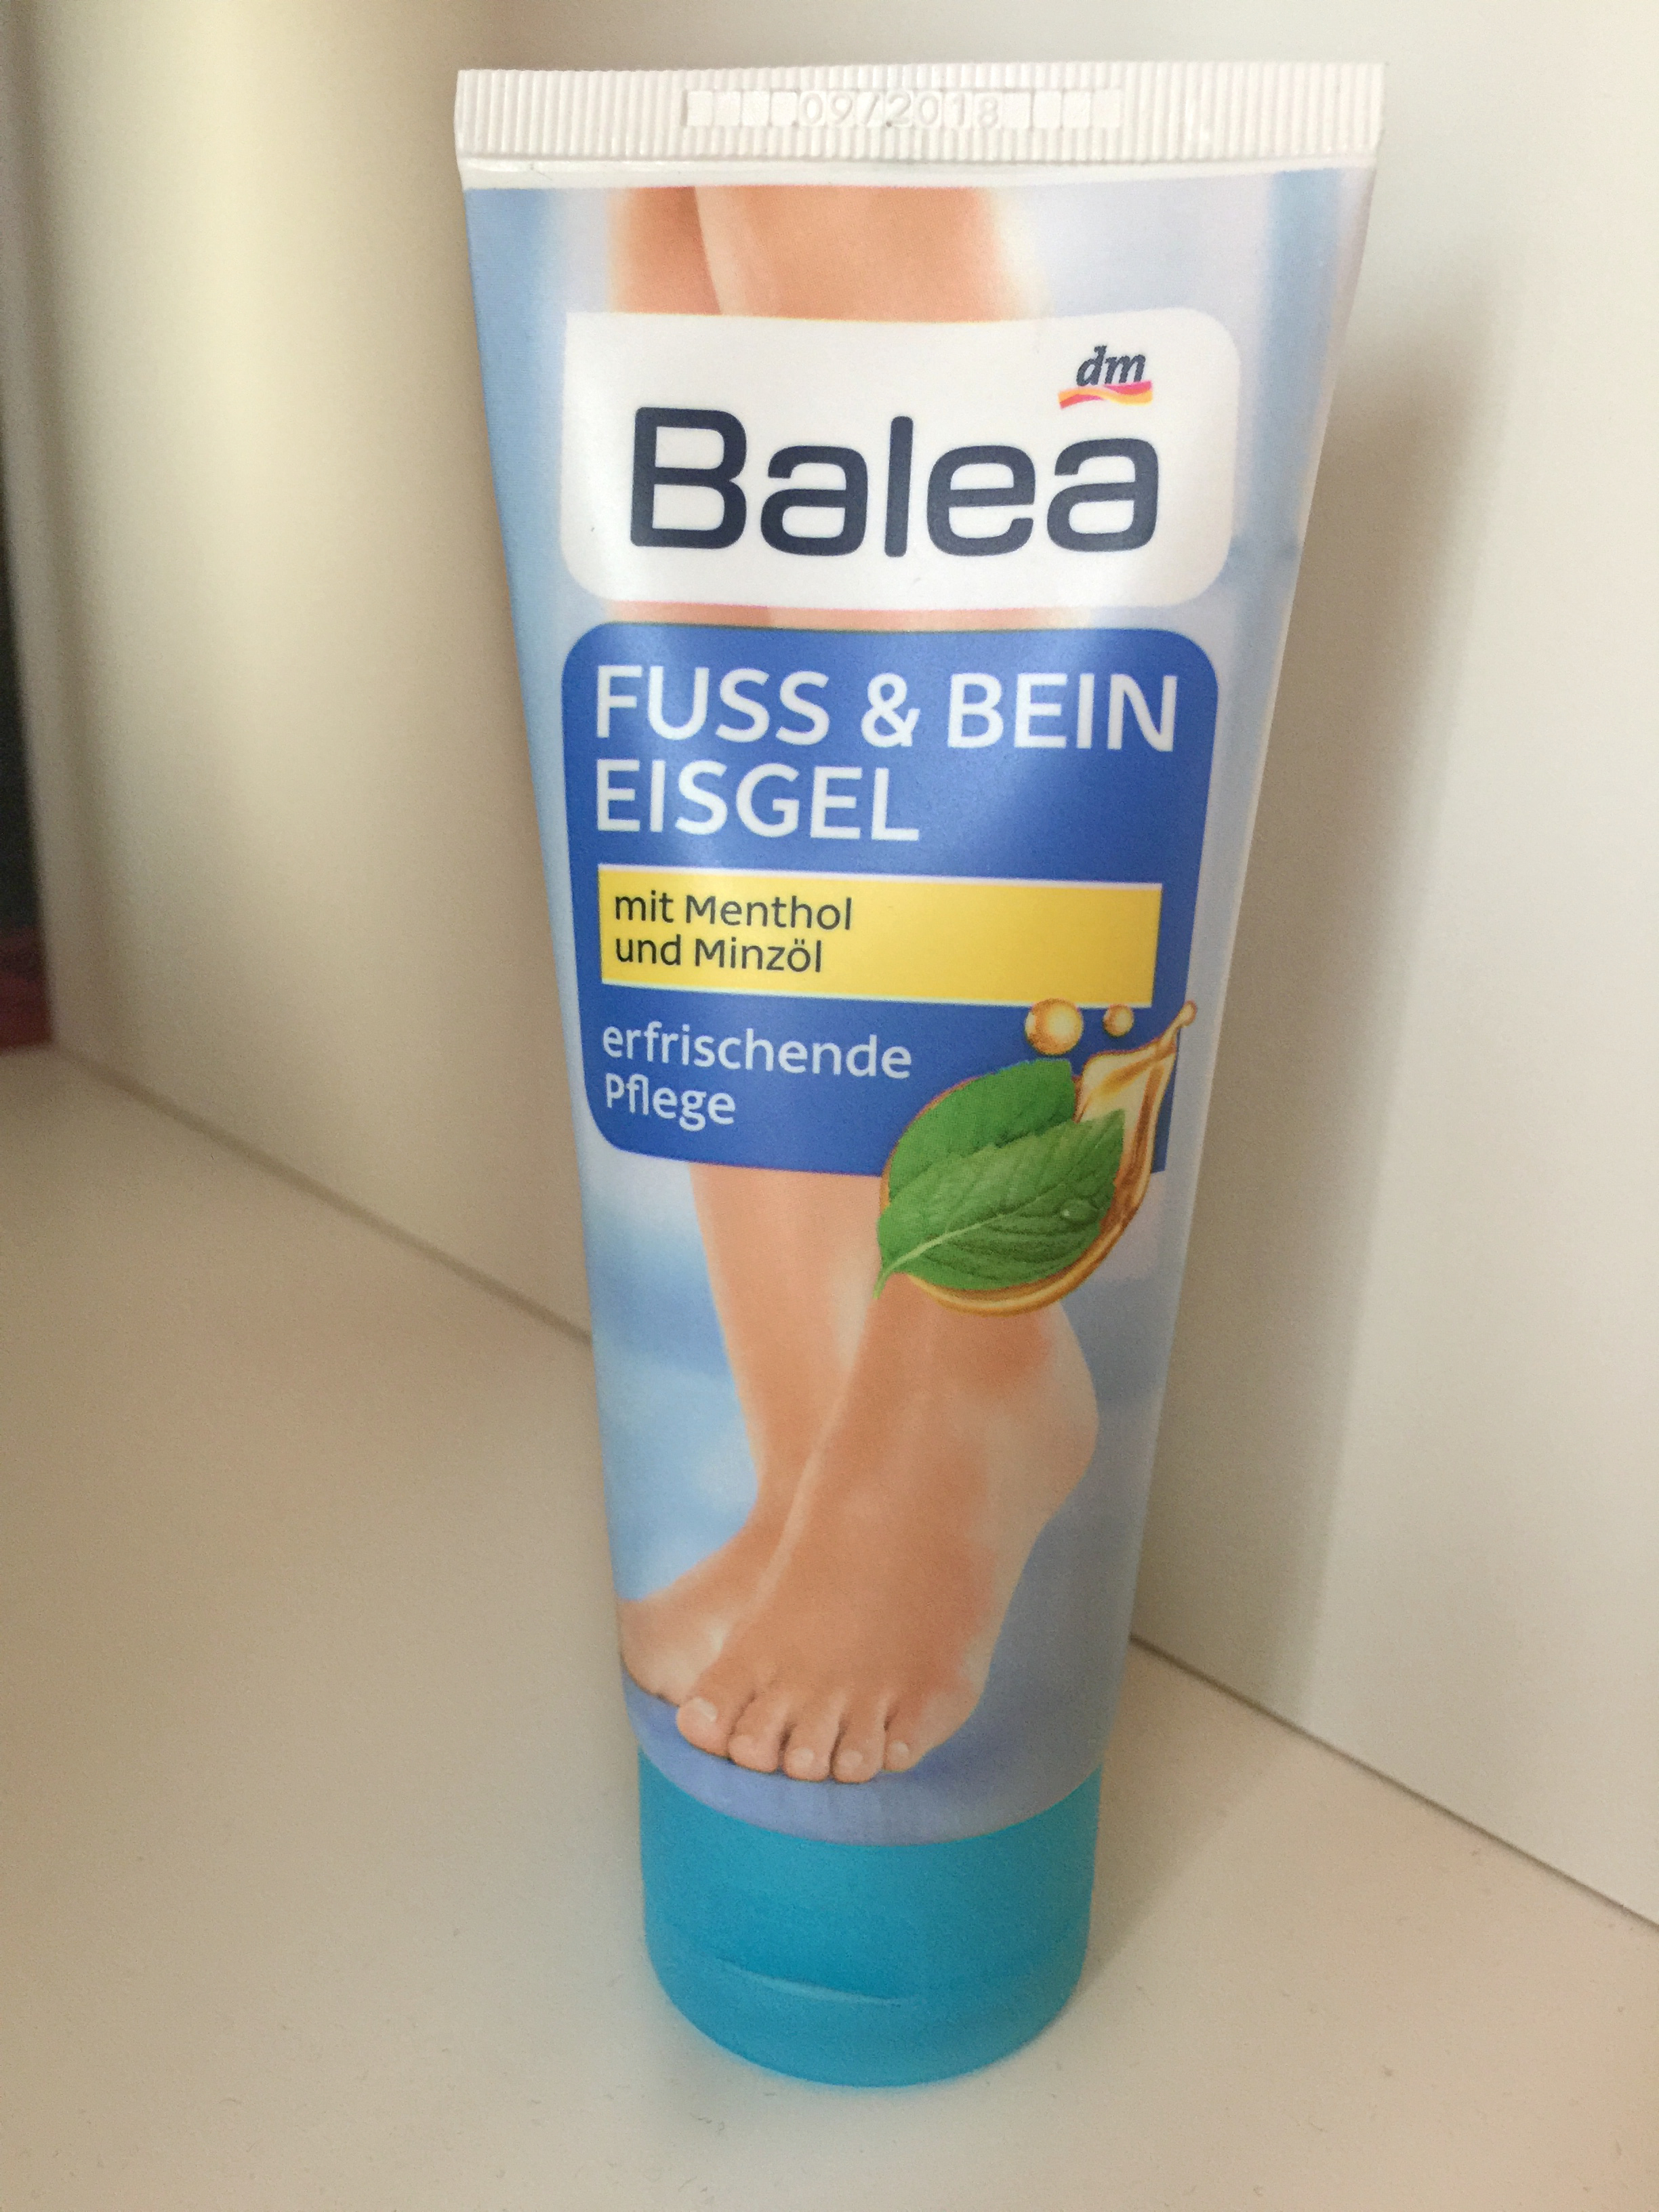 09/2018
dm
Balea
FUSS & BEIN
EISGEL
mit Menthol
und Minzöl
erfrischende
Pflege